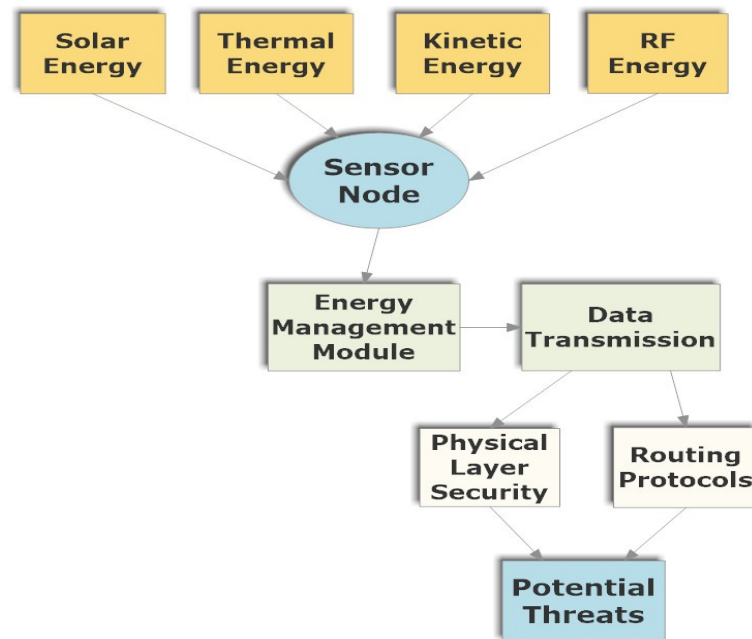 Solar
Energy
Thermal
Energy
Kinetic
Energy
RF
Energy
Sensor
Node
Energy
Management
Module
Data
Transmission
Physical
Layer
Security
Routing
Protocols
Potential
Threats